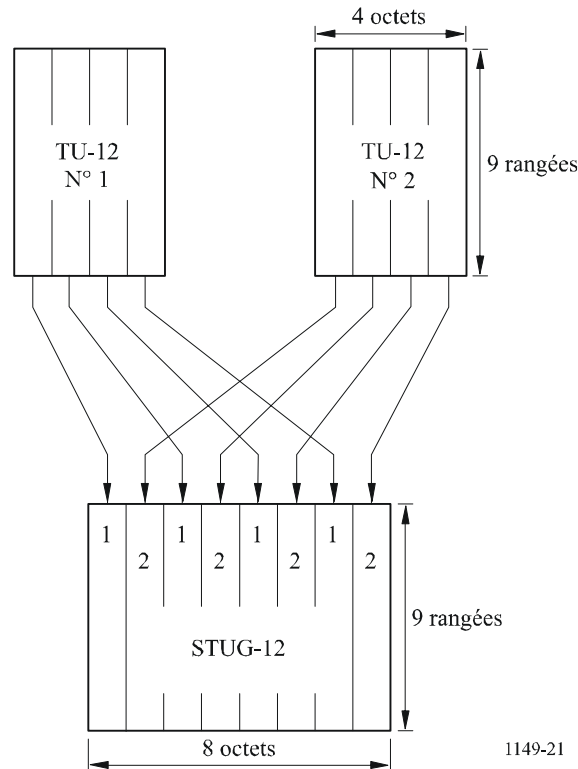 4 octets
TU-12
N° 1
TU-12
N° 2
9 rangées
1 2 1 2 1 2 1 2
STUG-12
9 rangées
8 octets
1149-21